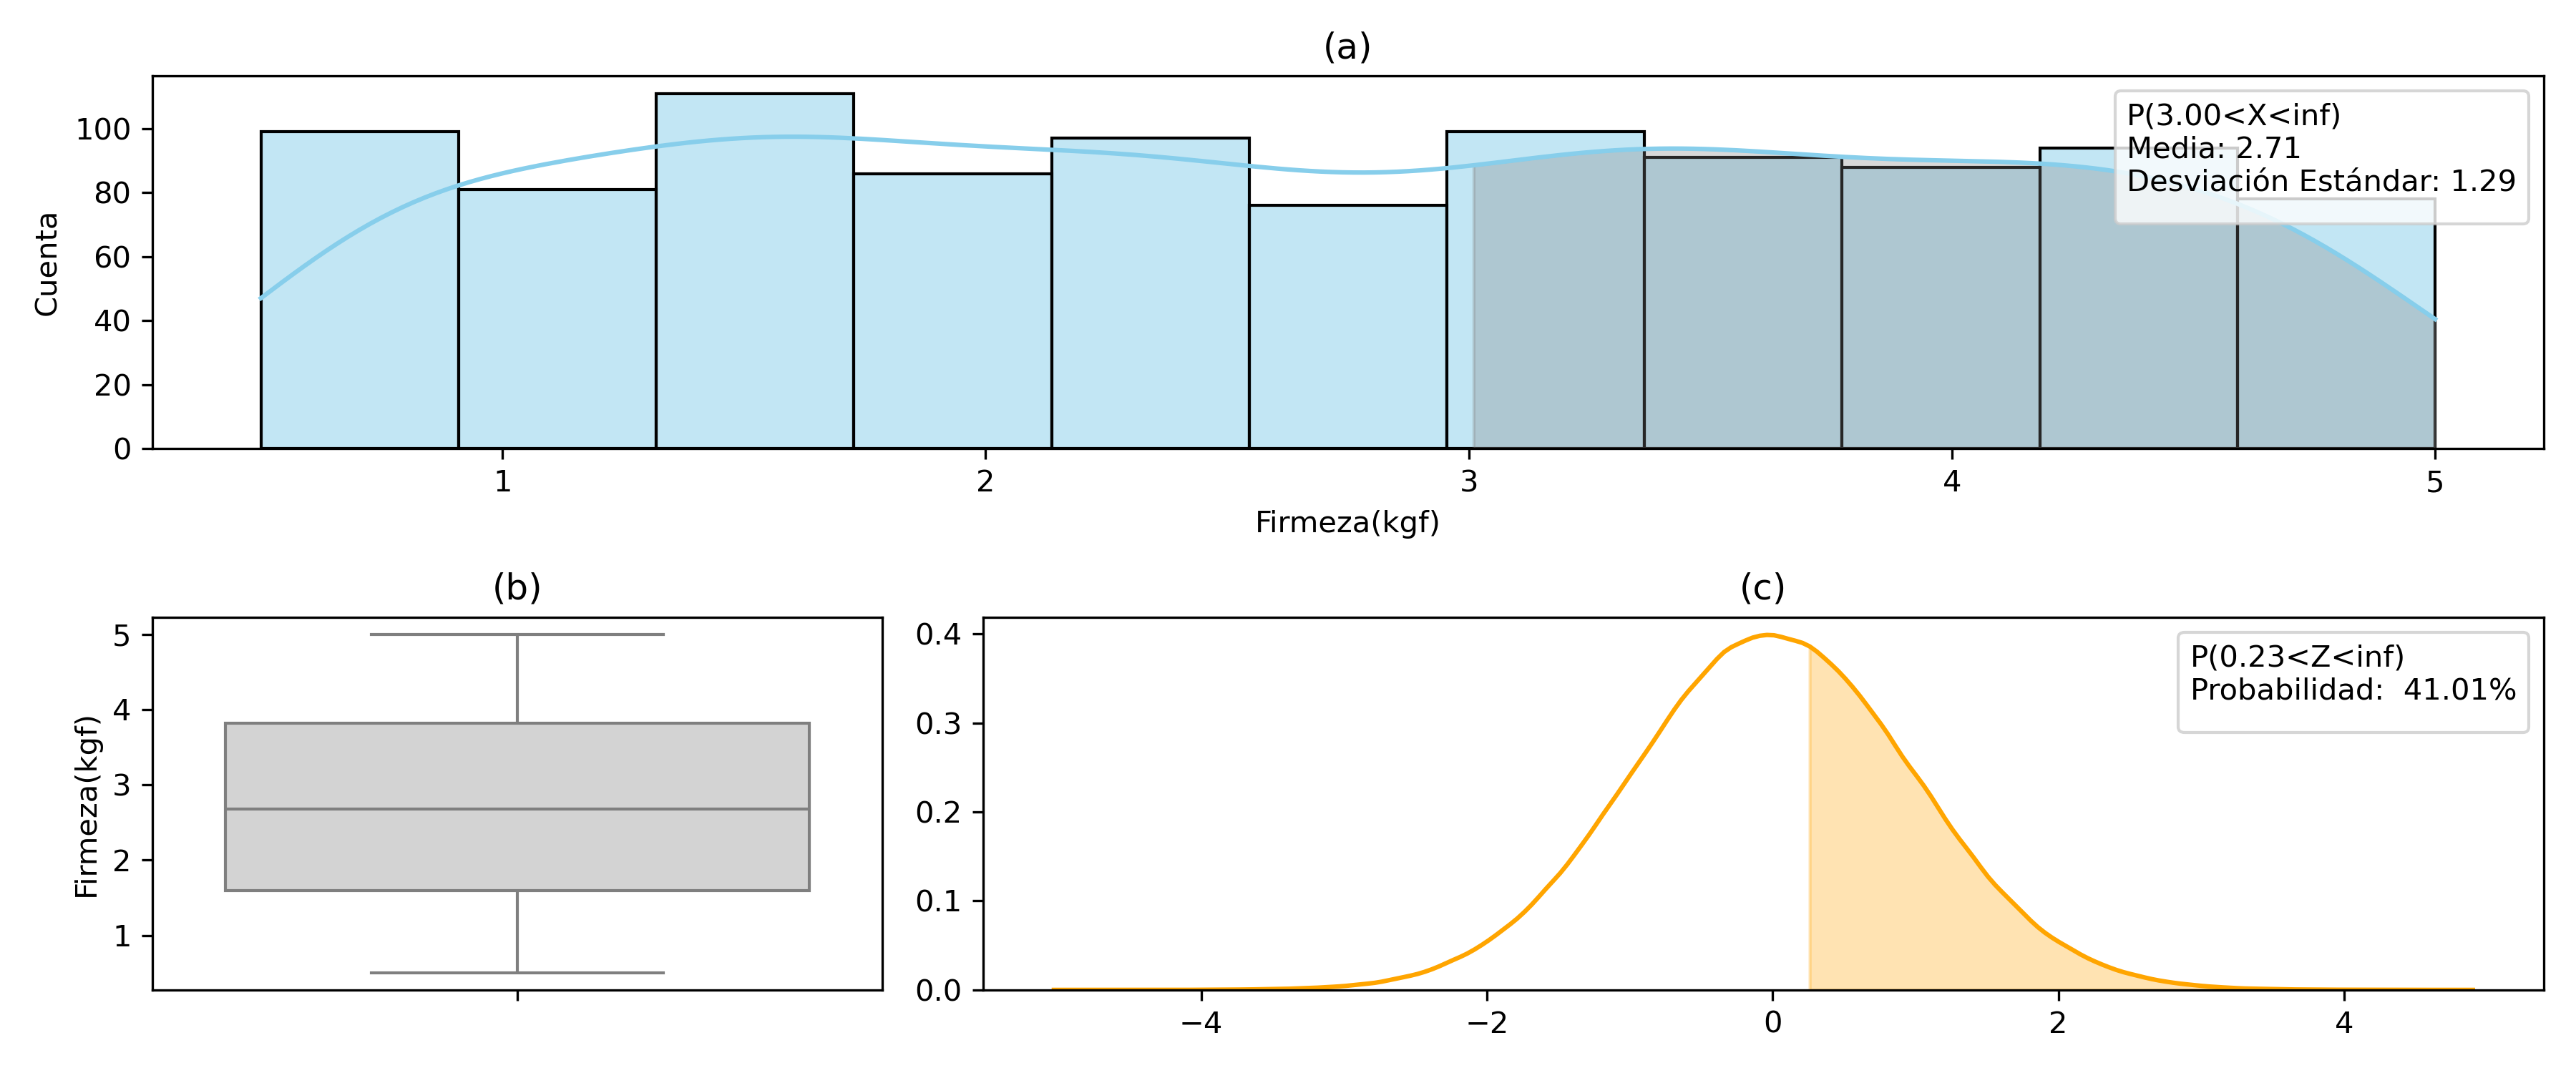 (a)
Cuenta
100
80
60
40
20
0
P(3.00<X<inf)
Media: 2.71
Desviación Estándar: 1.29
1 2 3 4 5
Firmeza(kgf)
(b)
Firmeza(kgf)
5
4
3
2
1
(c)
0.4
0.3
0.2
0.1
0.0
P(0.23<Z<inf)
Probabilidad:  41.01%
−4 −2 0 2 4